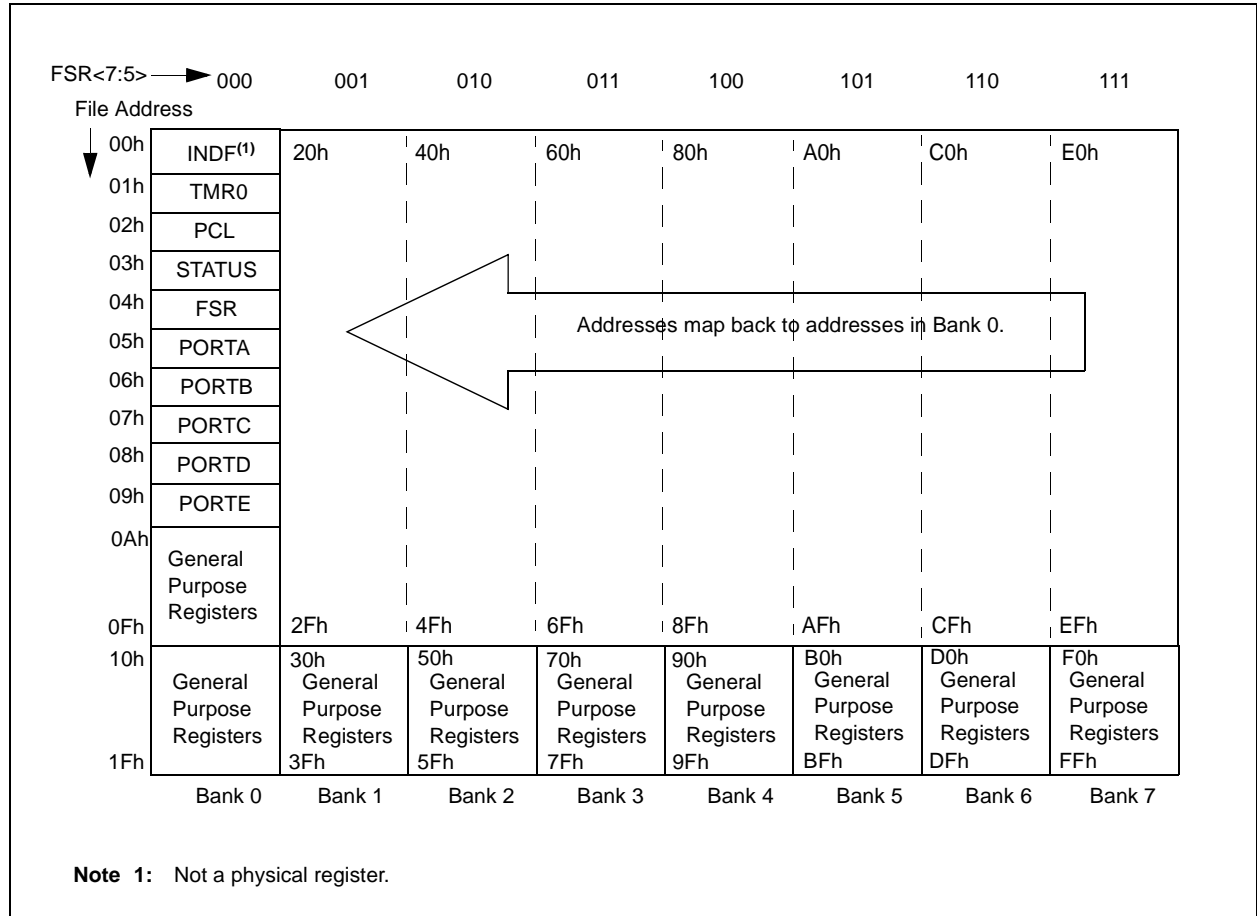 FSR<7:5> 000 001 010 011 100 101 110 111
File Address
00h INDF(1) 20h 40h 60h 80h A0h C0h E0h
01h TMR0
02h PCL
03h STATUS
04h FSR
Addresses map back to addresses in Bank 0.
05h PORTA
06h PORTB
07h PORTC
08h PORTD
09h PORTE
0Ah
General
Purpose
Registers
0Fh 2Fh 4Fh 6Fh 8Fh AFh CFh EFh
10h 30h 50h 70h 90h B0h D0h F0h
General General General General General General General General
Purpose Purpose Purpose Purpose Purpose Purpose Purpose Purpose
Registers Registers Registers Registers Registers Registers Registers Registers
1Fh 3Fh 5Fh 7Fh 9Fh BFh DFh FFh
Bank 0 Bank 1 Bank 2 Bank 3 Bank 4 Bank 5 Bank 6 Bank 7
Note 1: Not a physical register.